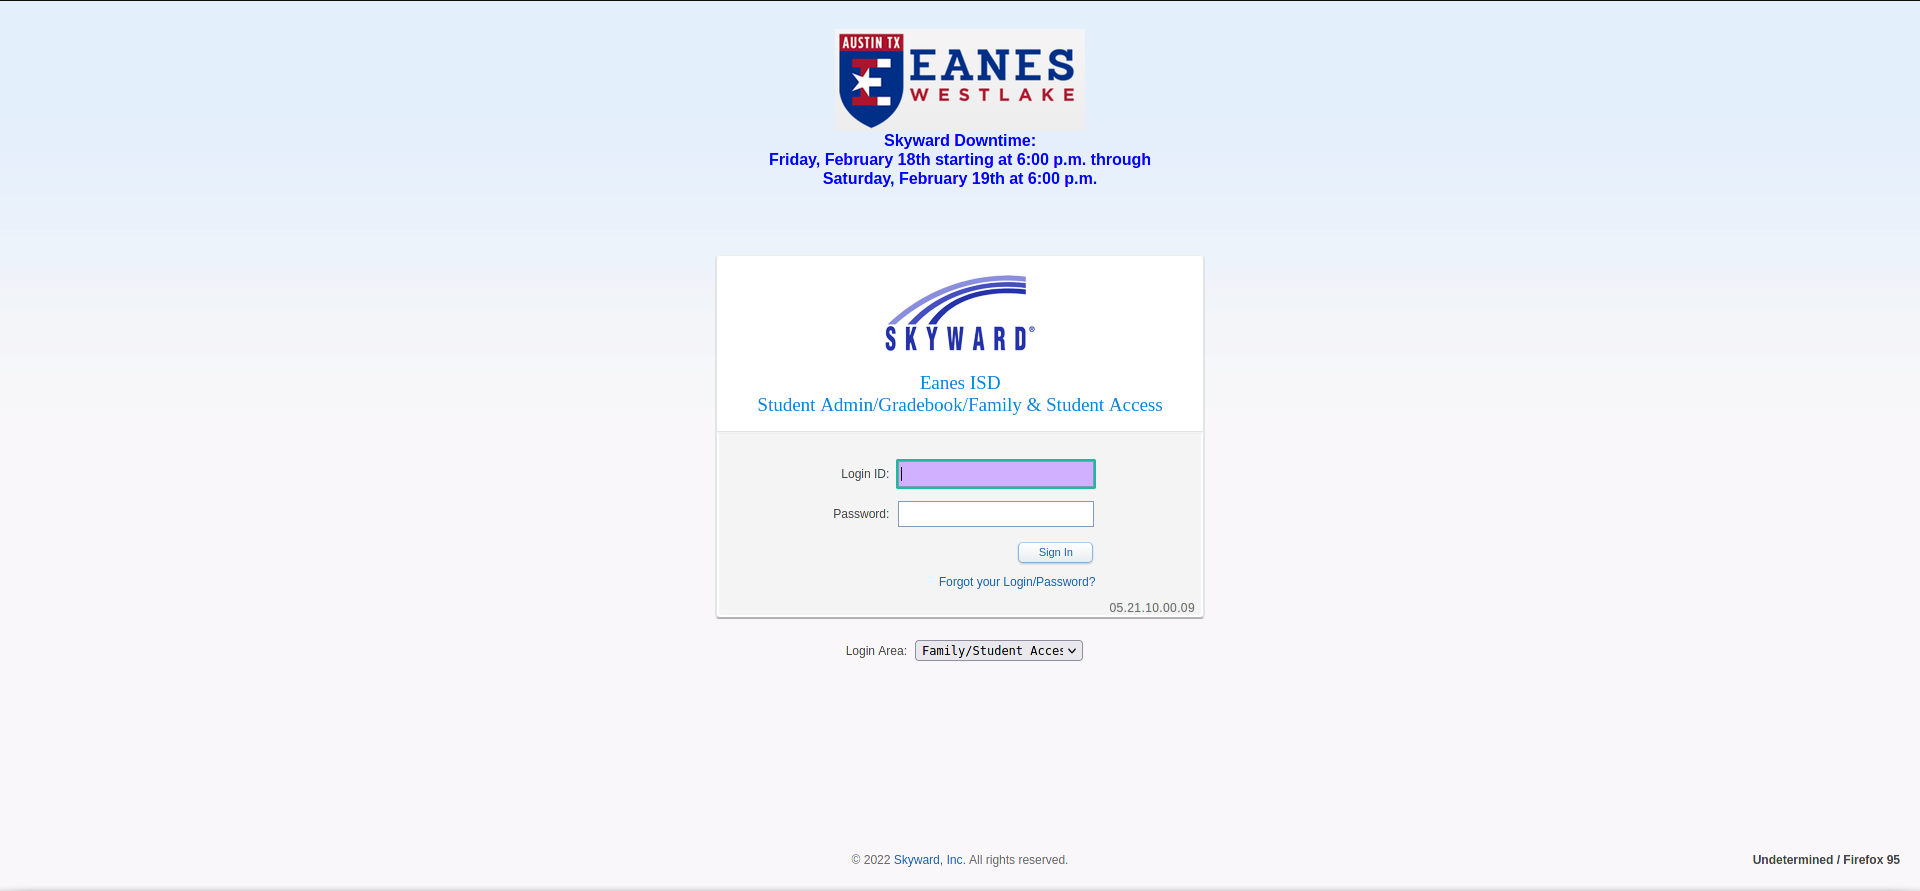 AUSTIN TX
EANES
WESTLAKE
Skyward Downtime:
Friday, February 18th starting at 6:00 p.m. through
Saturday, February 19th at 6:00 p.m.
SKYWARD®
Eanes ISD
Student Admin/Gradebook/Family & Student Access
Login ID:
Password:
Sign In
Forgot your Login/Password?
05.21.10.00.09
Login Area: Family/Student Acces
© 2022 Skyward, Inc. All rights reserved.
Undetermined / Firefox 95